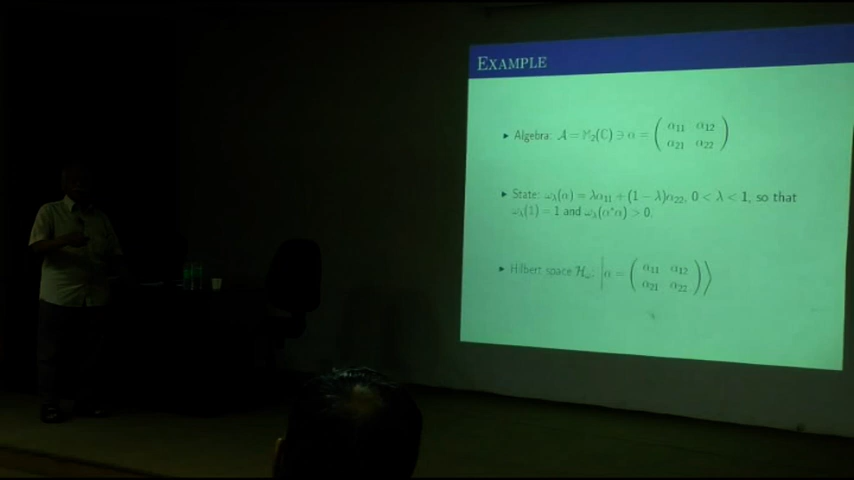 EXAMPLE
▸ Algebra: 𝒜 = 𝕄₂(ℂ) ∋ α = ( α₁₁ α₁₂
α₂₁ α₂₂ )
▸ State: ω_λ(α) = λα₁₁ + (1 − λ)α₂₂, 0 < λ < 1, so that
ω_λ(𝟙) = 1 and ω_λ(α*α) > 0.
▸ Hilbert space ℋ_ω: | α = ( α₁₁ α₁₂
α₂₁ α₂₂ ) ⟩